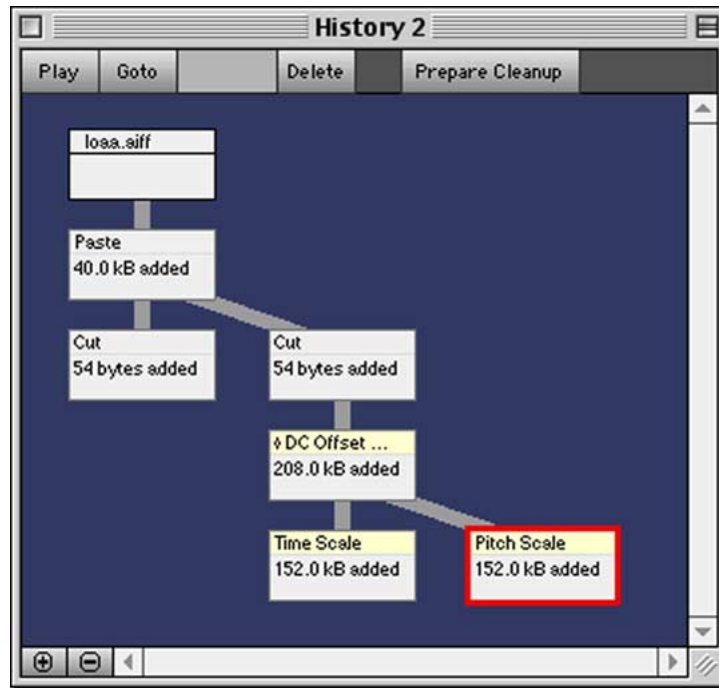 History 2
Play Goto Delete Prepare Cleanup
loaa.aiff
Paste
40.0 kB added
Cut
54 bytes added
Cut
54 bytes added
◊ DC Offset ...
208.0 kB added
Time Scale
152.0 kB added
Pitch Scale
152.0 kB added